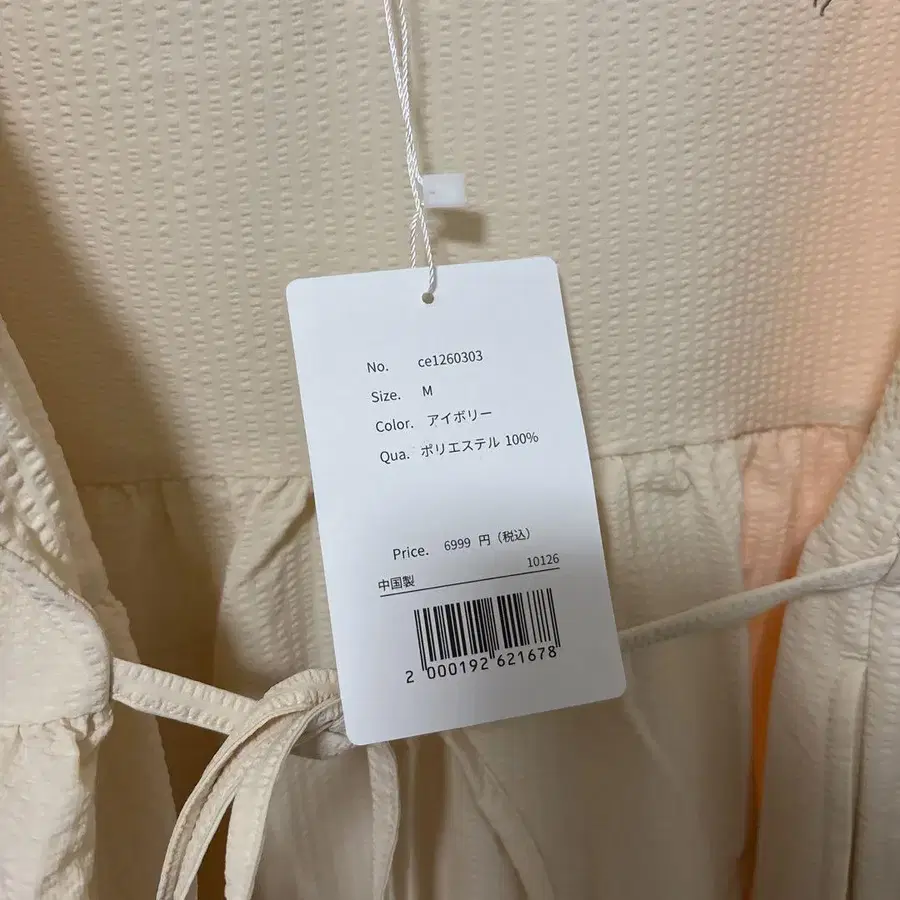 No. ce1260303
Size. M
Color. アイボリー
Qua. ポリエステル 100%
Price. 6999 円（税込）
中国製 10126
2 000192 621678